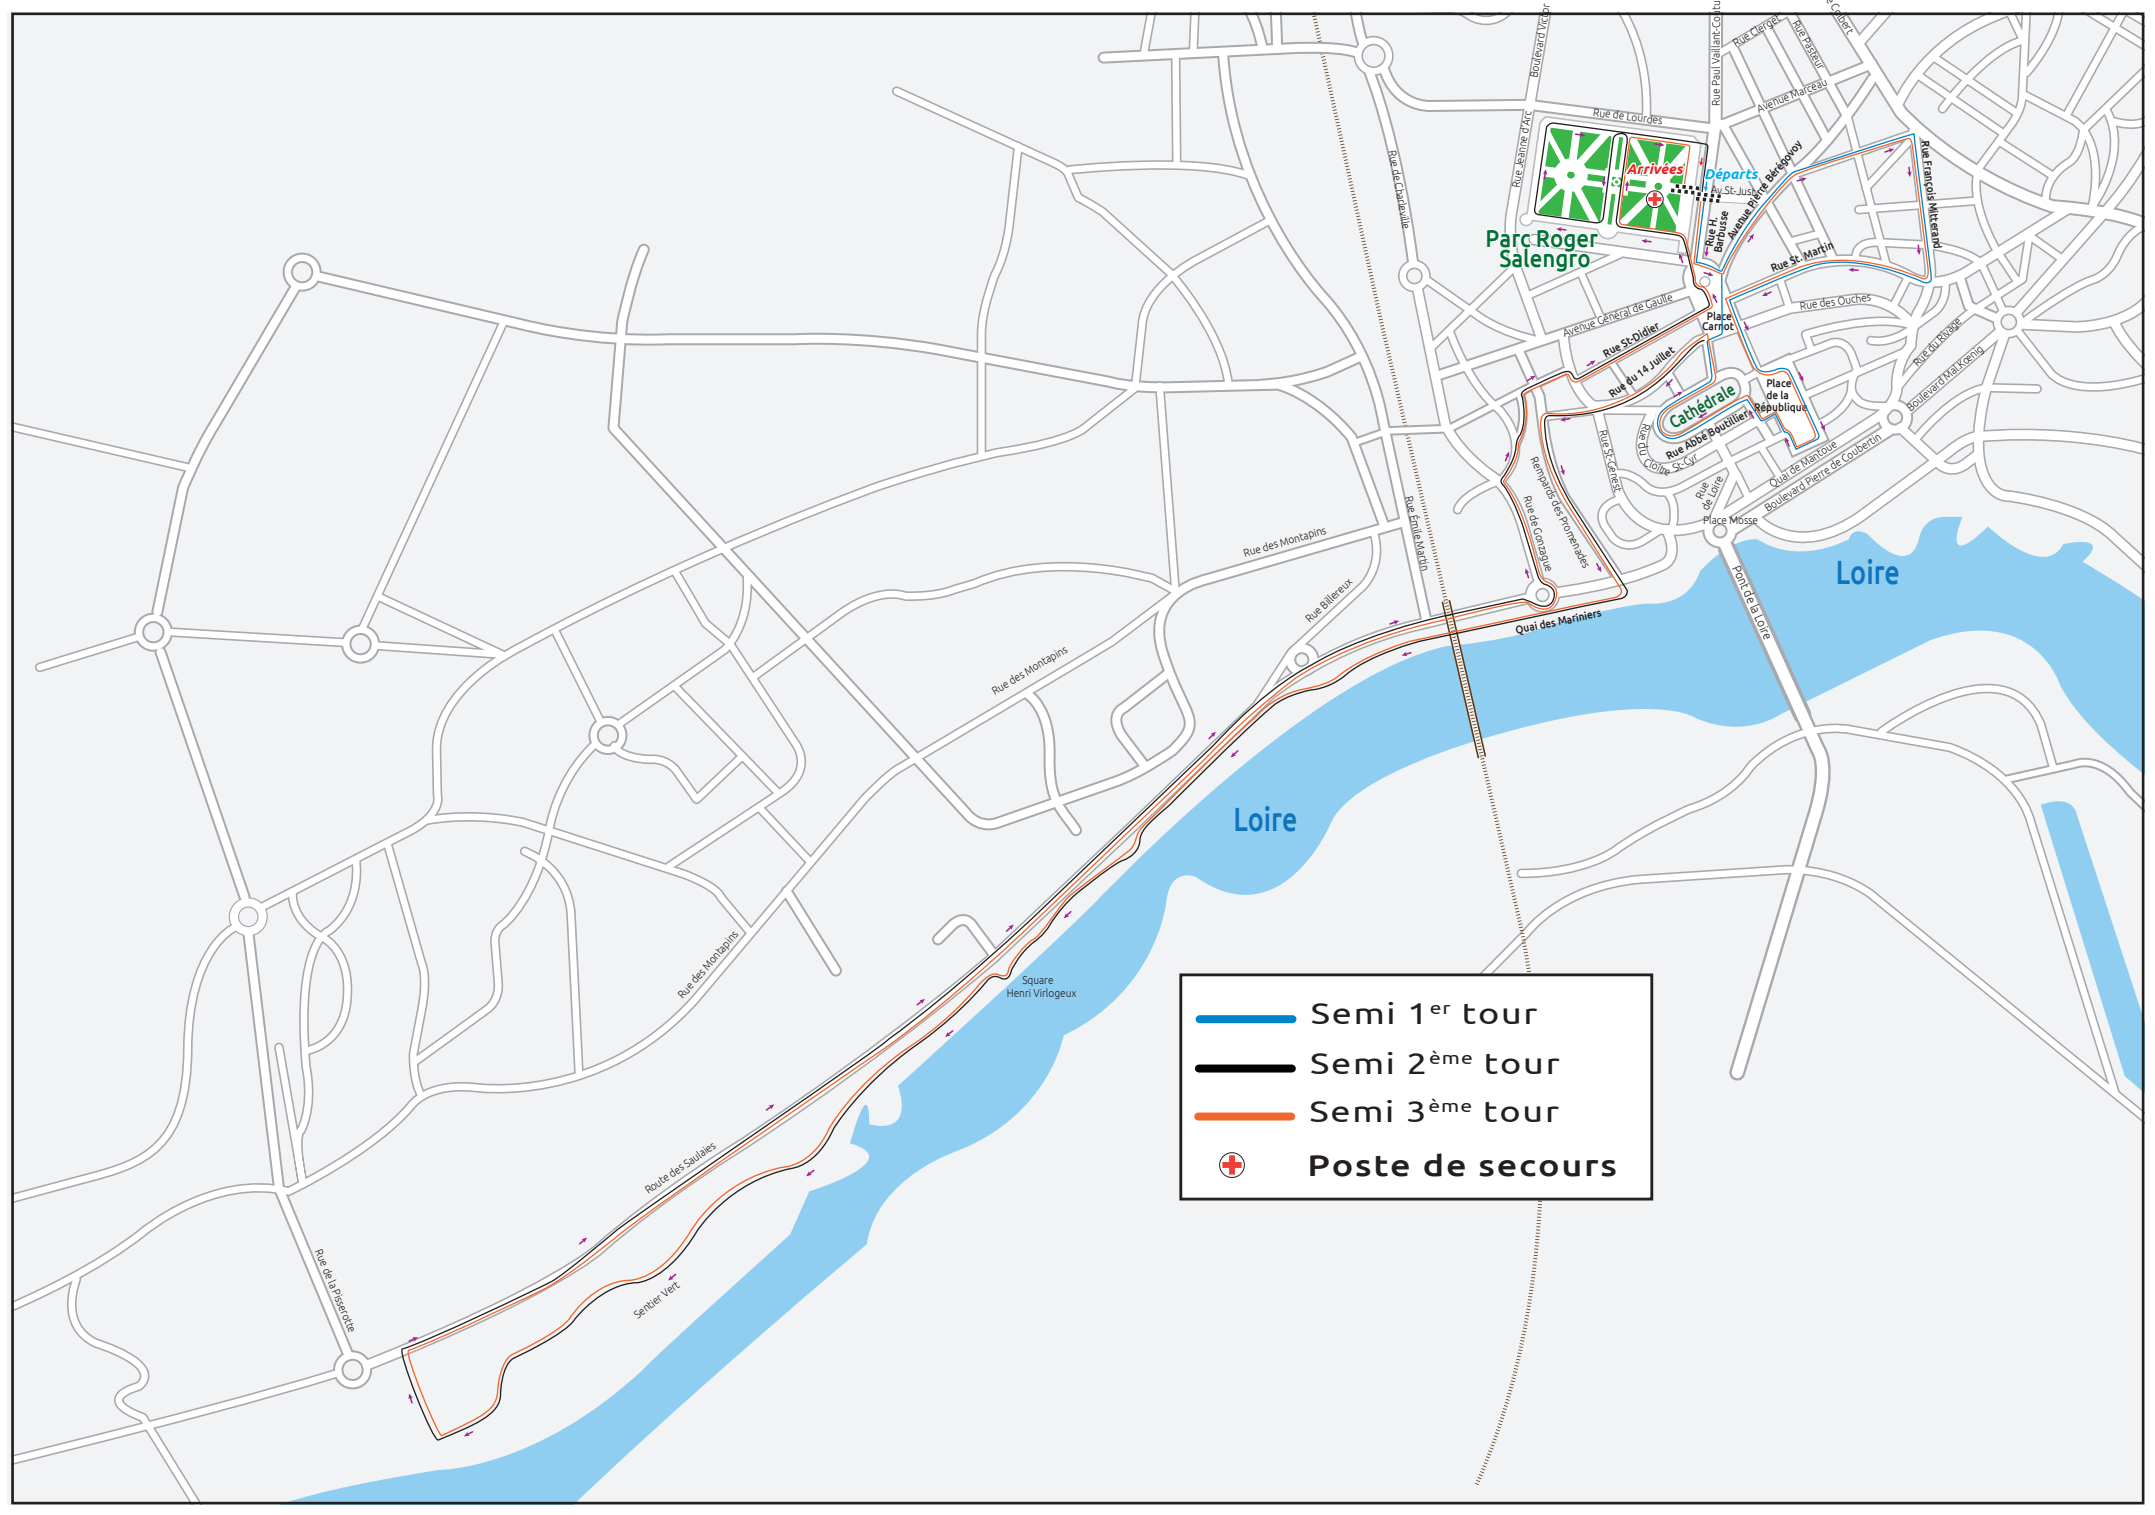 Boulevard Victor
Rue Paul Vaillant-Coutu
Rue Clerget
Rue Pasteur
e Colbert
Avenue Marceau
Rue de Lourdes
Rue Jeanne d'Arc
Rue de Charleville
Arrivées
Départs
Av. St-Just
Rue H.
Barbusse
Avenue Pierre Bérégovoy
Rue François Mitterand
Parc Roger
Salengro
Rue St. Martin
Avenue Général de Gaulle
Rue des Ouches
Place
Carnot
Rue St-Didier
Rue du 14 Juillet
Rue du Rivage
Boulevard Mal Kœnig
Cathédrale
Place
de la
République
Rue Abbé Boutillier
Rue du
Cloître St-Cyr
Rue St-Genest
Quai de Mantoue
Boulevard Pierre de Coubertin
Rue
de Loire
Place Mosse
Rempards des Promenades
Rue de Gonzague
Rue Émile Martin
Rue des Montapins
Rue Billereux
Pont de la Loire
Loire
Quai des Mariniers
Rue des Montapins
Loire
Rue des Montapins
Square
Henri Virlogeux
Route des Saulaies
Rue de la Pisserotte
Sentier Vert
Semi 1er tour
Semi 2ème tour
Semi 3ème tour
Poste de secours